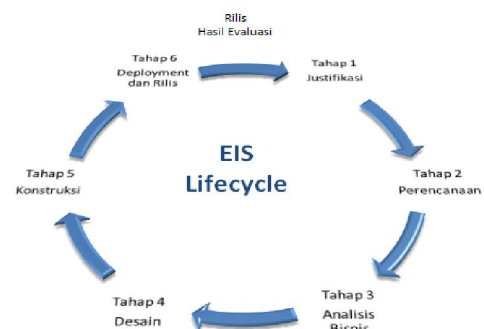 Rilis
Hasil Evaluasi
Tahap 6
Deployment
dan Rilis
Tahap 1
Justifikasi
EIS
Lifecycle
Tahap 5
Konstruksi
Tahap 2
Perencanaan
Tahap 4
Desain
Tahap 3
Analisis
Bisnis